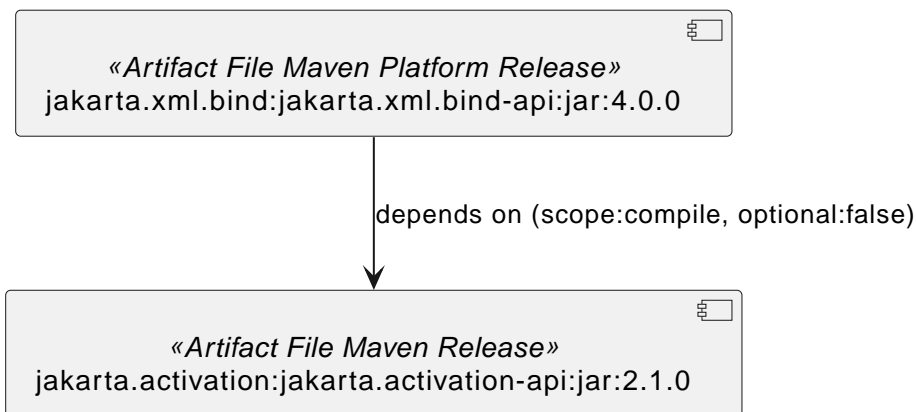 «Artifact File Maven Platform Release»
jakarta.xml.bind:jakarta.xml.bind-api:jar:4.0.0
depends on (scope:compile, optional:false)
«Artifact File Maven Release»
jakarta.activation:jakarta.activation-api:jar:2.1.0